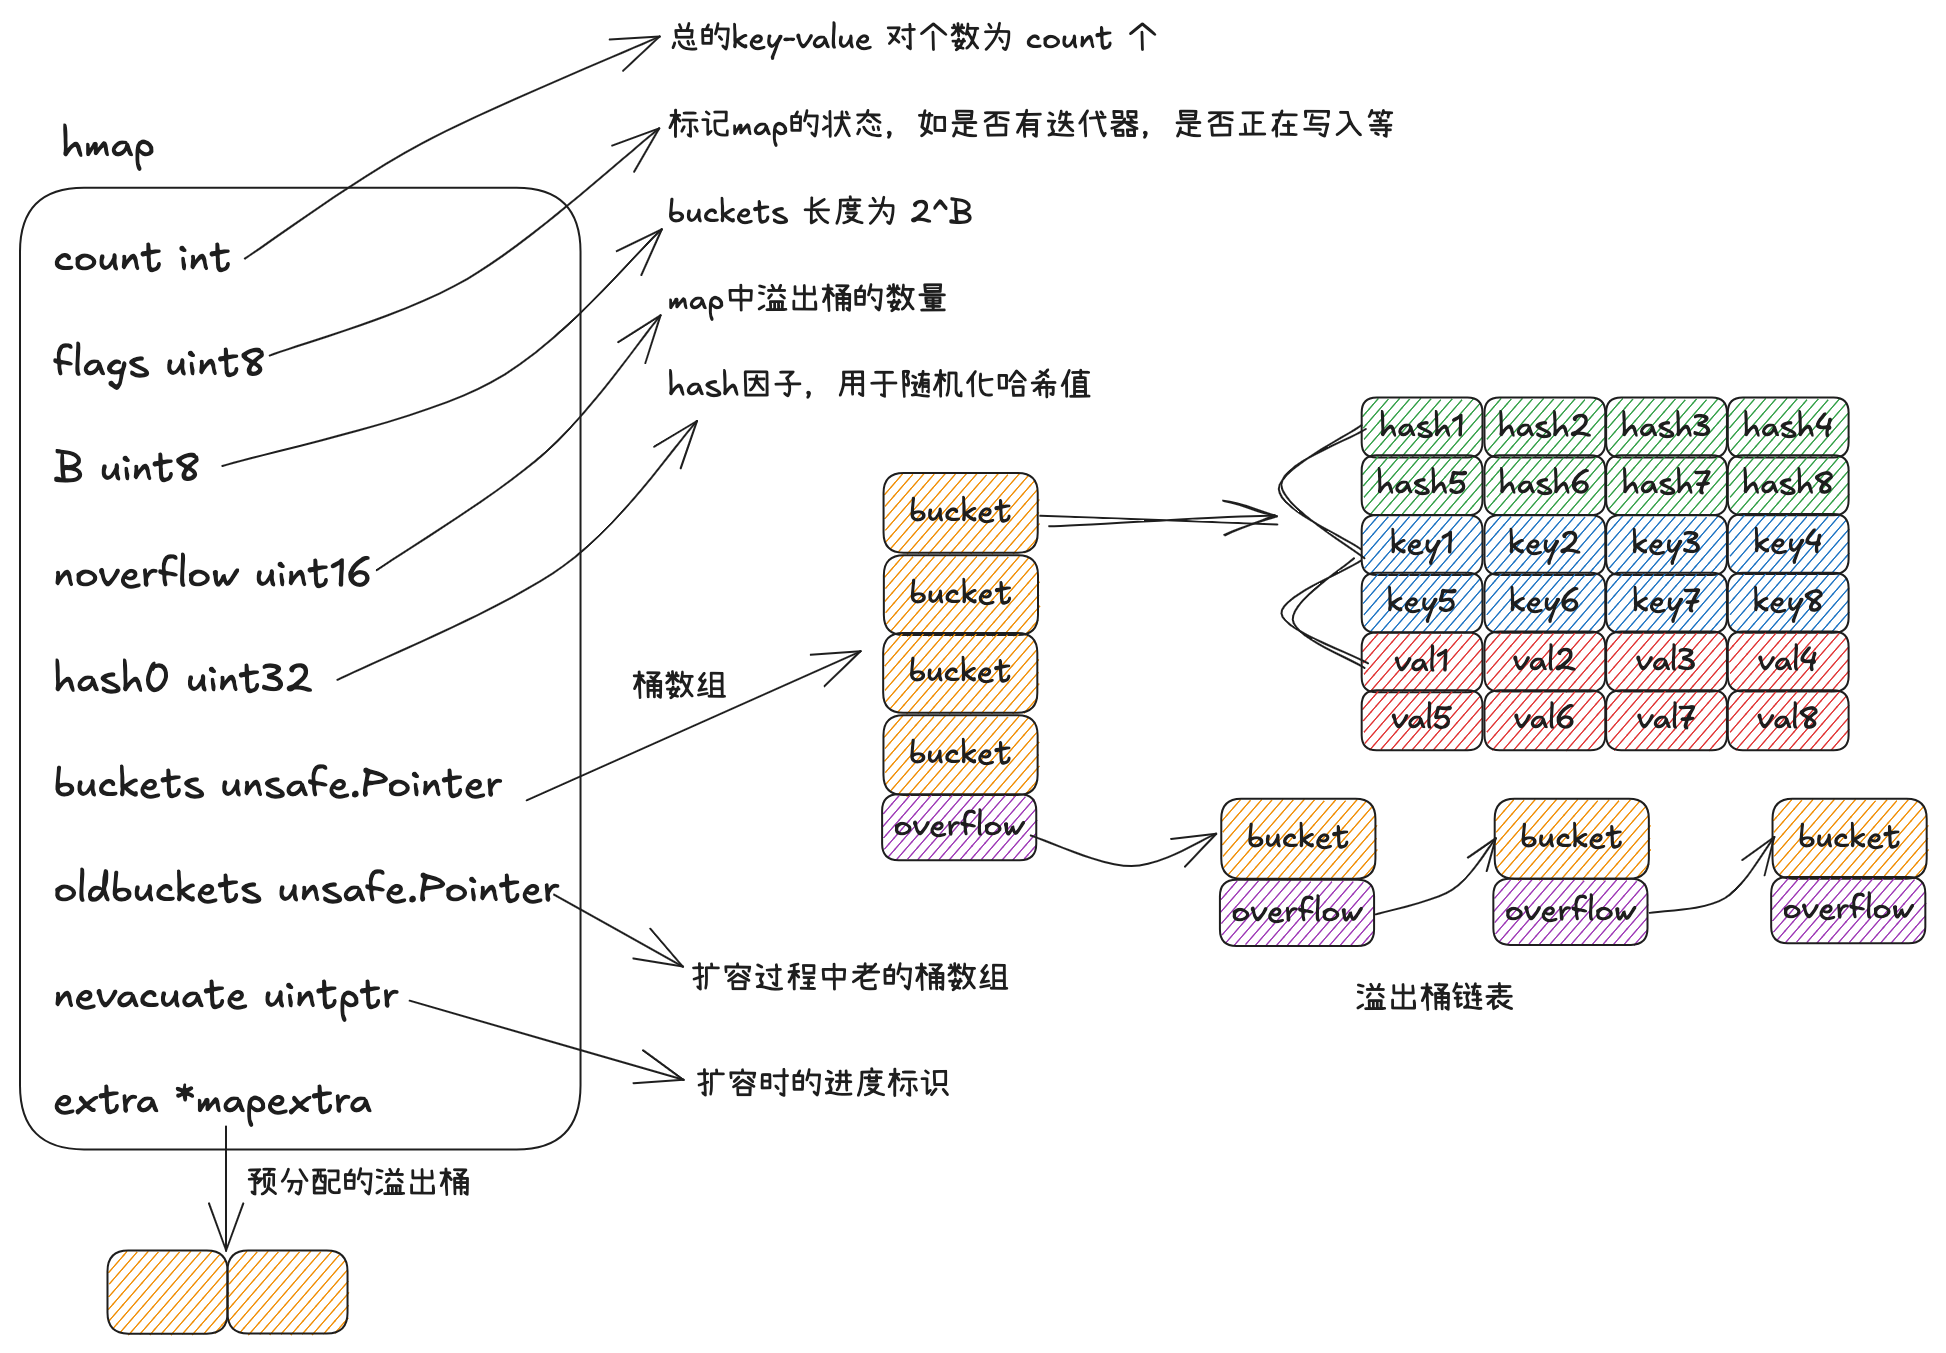 总的key-value 对个数为 count 个
标记map的状态，如是否有迭代器，是否正在写入等
hmap
buckets 长度为 2^B
count int
map中溢出桶的数量
flags uint8
hash因子，用于随机化哈希值
B uint8
noverflow uint16
hash0 uint32
buckets unsafe.Pointer
oldbuckets unsafe.Pointer
nevacuate uintptr
extra *mapextra
桶数组
bucket
bucket
bucket
bucket
overflow
hash1 hash2 hash3 hash4
hash5 hash6 hash7 hash8
key1 key2 key3 key4
key5 key6 key7 key8
val1 val2 val3 val4
val5 val6 val7 val8
bucket bucket bucket
overflow overflow overflow
溢出桶链表
扩容过程中老的桶数组
扩容时的进度标识
预分配的溢出桶